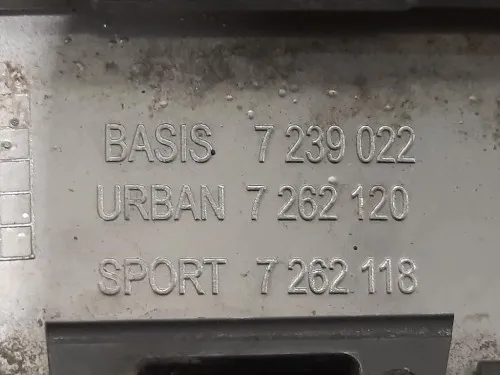 BASIS 7 239 022
URBAN 7 262 120
SPORT 7 262 118